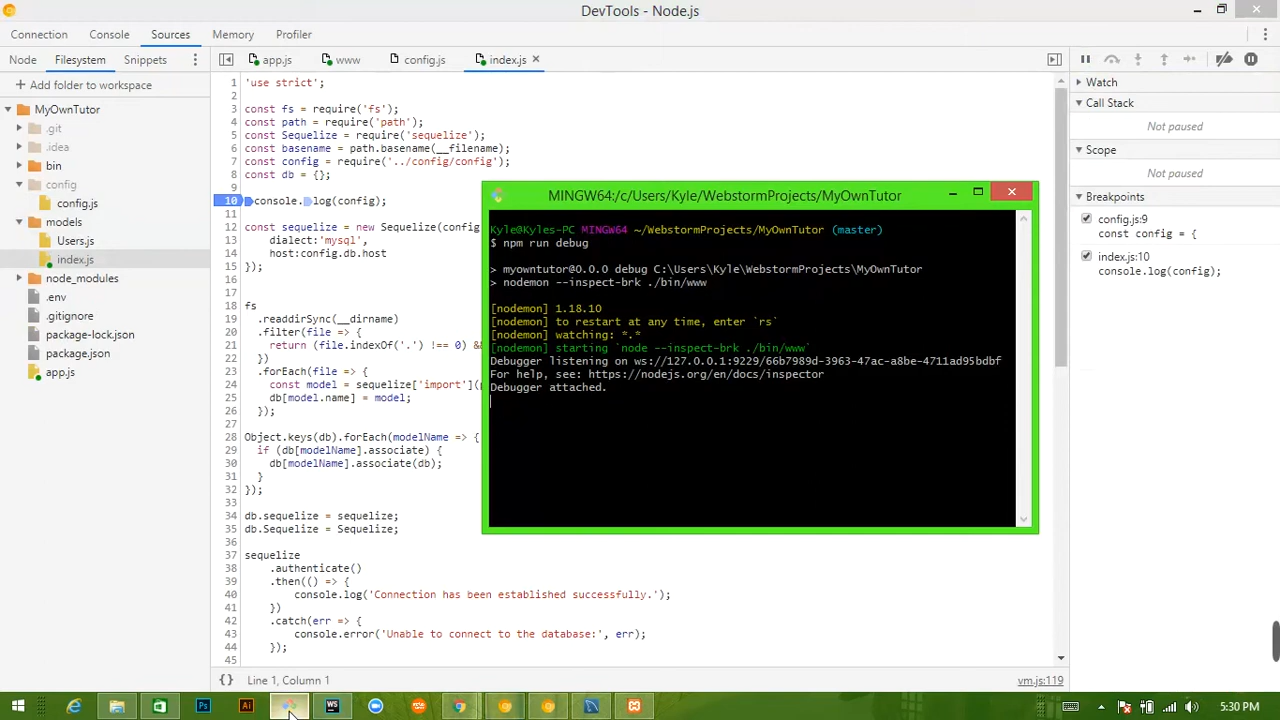 DevTools - Node.js
Connection Console Sources Memory Profiler
Node Filesystem Snippets
app.js www config.js index.js
+ Add folder to workspace
MyOwnTutor
.git
.idea
bin
config
config.js
models
Users.js
index.js
node_modules
.env
.gitignore
package-lock.json
package.json
app.js
1 'use strict';
2
3 const fs = require('fs');
4 const path = require('path');
5 const Sequelize = require('sequelize');
6 const basename = path.basename(__filename);
7 const config = require('../config/config');
8 const db = {};
9
10 console.log(config);
11
12 const sequelize = new Sequelize(config
13 dialect:'mysql',
14 host:config.db.host
15 });
16
17
18 fs
19 .readdirSync(__dirname)
20 .filter(file => {
21 return (file.indexOf('.') !== 0) &&
22 })
23 .forEach(file => {
24 const model = sequelize['import'](
25 db[model.name] = model;
26 });
27
28 Object.keys(db).forEach(modelName => {
29 if (db[modelName].associate) {
30 db[modelName].associate(db);
31 }
32 });
33
34 db.sequelize = sequelize;
35 db.Sequelize = Sequelize;
36
37 sequelize
38 .authenticate()
39 .then(() => {
40 console.log('Connection has been established successfully.');
41 })
42 .catch(err => {
43 console.error('Unable to connect to the database:', err);
44 });
45
{ } Line 1, Column 1
vm.js:119
MINGW64:/c/Users/Kyle/WebstormProjects/MyOwnTutor
Kyle@Kyles-PC MINGW64 ~/WebstormProjects/MyOwnTutor (master)
$ npm run debug
> myowntutor@0.0.0 debug C:\Users\Kyle\WebstormProjects\MyOwnTutor
> nodemon --inspect-brk ./bin/www
[nodemon] 1.18.10
[nodemon] to restart at any time, enter `rs`
[nodemon] watching: *.*
[nodemon] starting `node --inspect-brk ./bin/www`
Debugger listening on ws://127.0.0.1:9229/66b7989d-3963-47ac-a8be-4711ad95bdbf
For help, see: https://nodejs.org/en/docs/inspector
Debugger attached.
Watch
Call Stack
Not paused
Scope
Not paused
Breakpoints
config.js:9
const config = {
index.js:10
console.log(config);
Ps Ai WS
5:30 PM